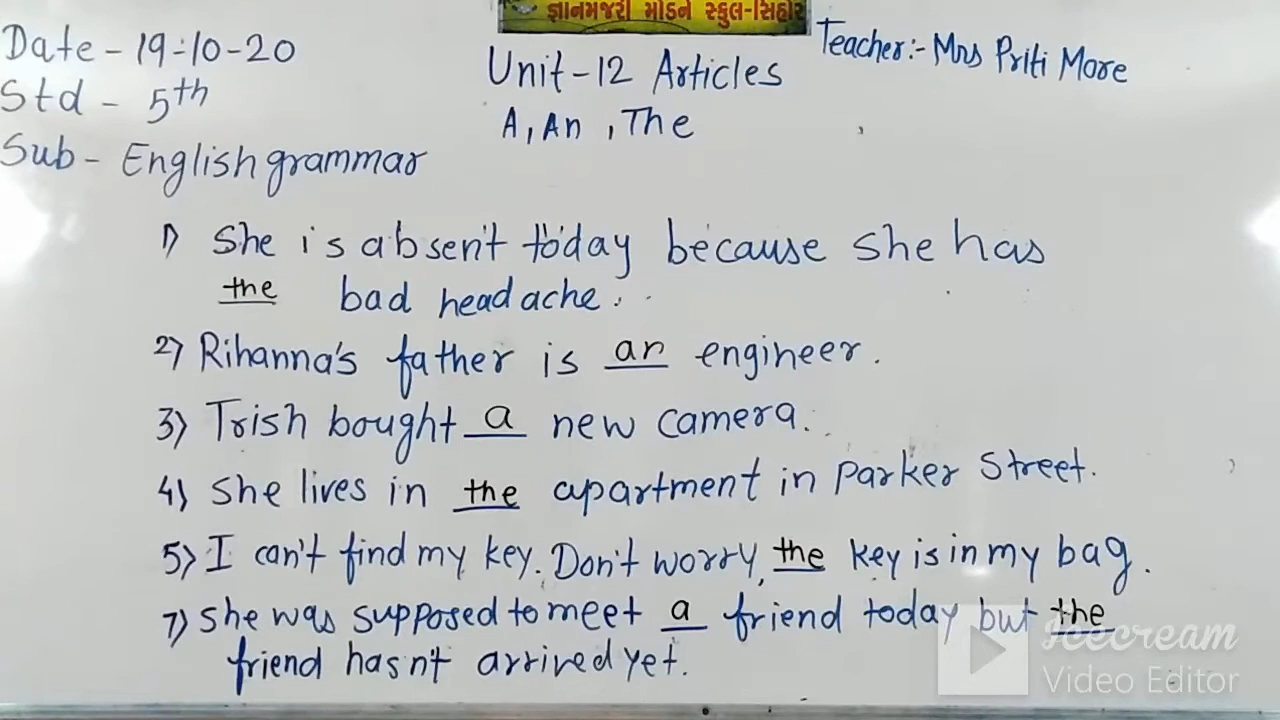 જ્ઞાનમંજરી મોર્ડન સ્કુલ-સિહોર
Date - 19-10-20
Std - 5th
Sub - English grammar
Unit-12 Articles
A, An, The
Teacher:- Mrs Priti More
1) She is absent today because she has
the bad headache.
2) Rihanna's father is an engineer.
3) Trish bought a new camera.
4) She lives in the apartment in Parker Street.
5) I can't find my key. Don't worry, the key is in my bag.
7) She was supposed to meet a friend today but the
friend hasn't arrived yet.
Icecream
Video Editor